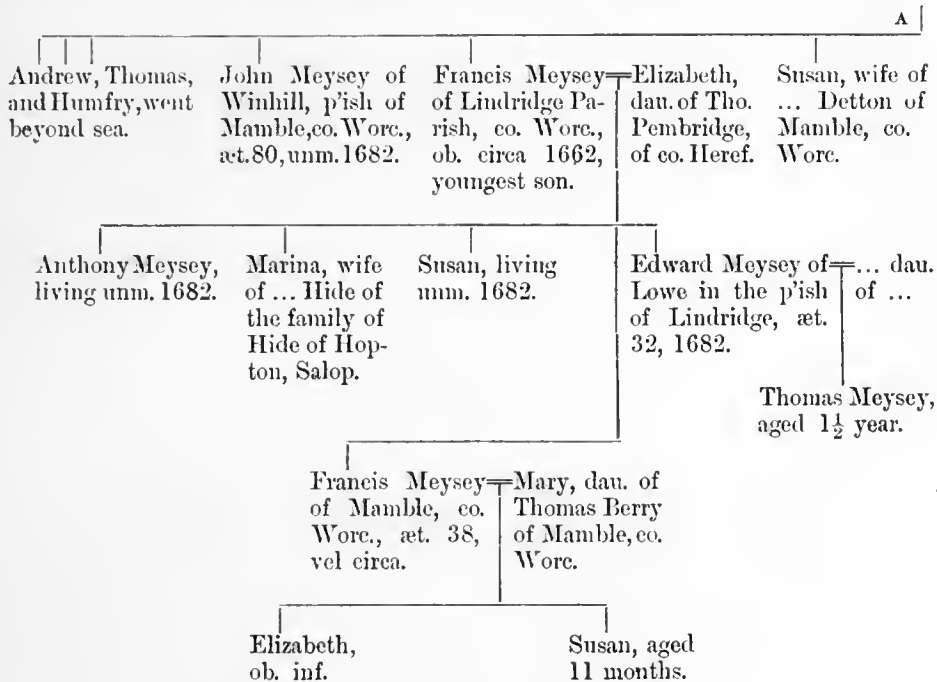 A
Andrew, Thomas,
and Humfry, went
beyond sea.
John Meysey of
Winhill, p'ish of
Mamble, co. Worc.,
æt. 80, unm. 1682.
Francis Meysey
of Lindridge Pa-
rish, co. Worc.,
ob. circa 1662,
youngest son.
Elizabeth,
dau. of Tho.
Pembridge,
of co. Heref.
Susan, wife of
... Detton of
Mamble, co.
Worc.
Anthony Meysey,
living unm. 1682.
Marina, wife
of ... Hide of
the family of
Hide of Hop-
ton, Salop.
Susan, living
unm. 1682.
Edward Meysey of
Lowe in the p'ish
of Lindridge, æt.
32, 1682.
... dau.
of ...
Thomas Meysey,
aged 1½ year.
Francis Meysey
of Mamble, co.
Worc., æt. 38,
vel circa.
Mary, dau. of
Thomas Berry
of Mamble, co.
Worc.
Elizabeth,
ob. inf.
Susan, aged
11 months.